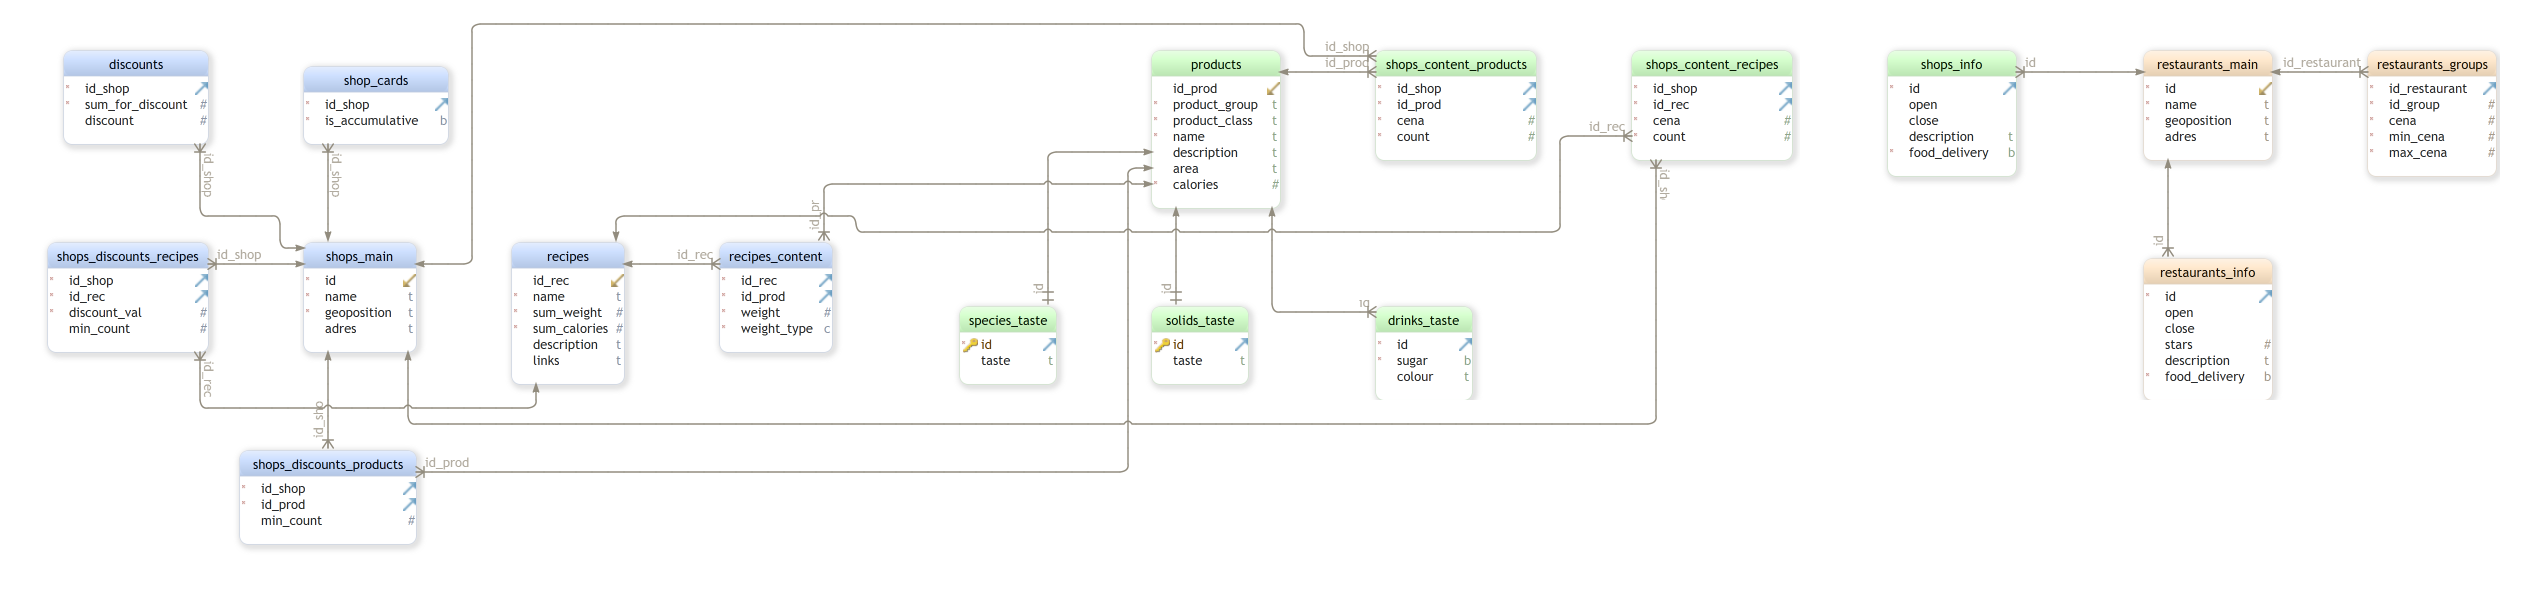 discounts
id_shop
sum_for_discount #
discount #
shop_cards
id_shop
is_accumulative b
id_shop
id_shop
shops_discounts_recipes
id_shop
id_rec
discount_val #
min_count #
id_shop
shops_main
id
name t
geoposition t
adres t
id_rec
id_sho
shops_discounts_products
id_shop
id_prod
min_count #
id_prod
recipes
id_rec
name t
sum_weight #
sum_calories #
description t
links t
id_rec
recipes_content
id_rec
id_prod
weight #
weight_type c
id_pr
products
id_prod
product_group t
product_class t
name t
description t
area t
calories #
id_shop
id_prod
shops_content_products
id_shop
id_prod
cena #
count #
id_rec
shops_content_recipes
id_shop
id_rec
cena #
count #
id_sh
id
species_taste
id
taste t
id
solids_taste
id
taste t
id
drinks_taste
id
sugar b
colour t
shops_info
id
open
close
description t
food_delivery b
id
restaurants_main
id
name t
geoposition t
adres t
id_restaurant
restaurants_groups
id_restaurant
id_group #
cena #
min_cena #
max_cena #
id
restaurants_info
id
open
close
stars #
description t
food_delivery b